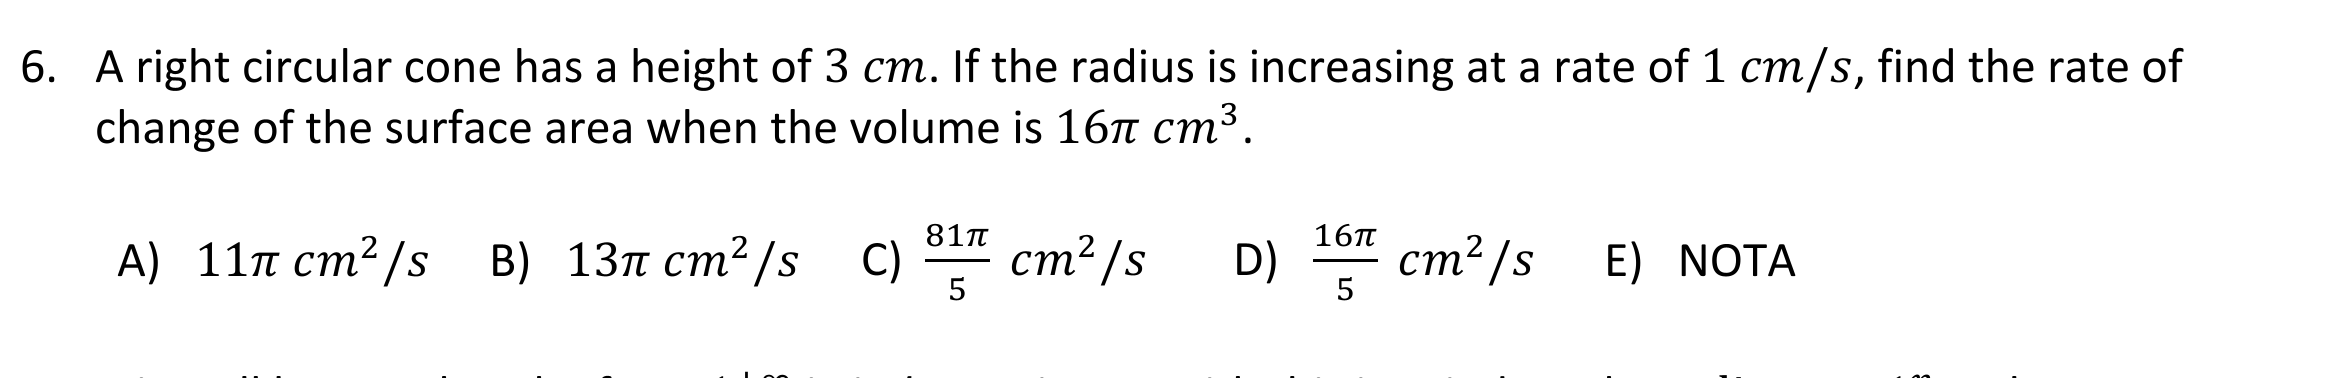 6. A right circular cone has a height of 3 cm. If the radius is increasing at a rate of 1 cm/s, find the rate of
change of the surface area when the volume is 16π cm³.
A) 11π cm²/s B) 13π cm²/s C) 81π/5 cm²/s D) 16π/5 cm²/s E) NOTA